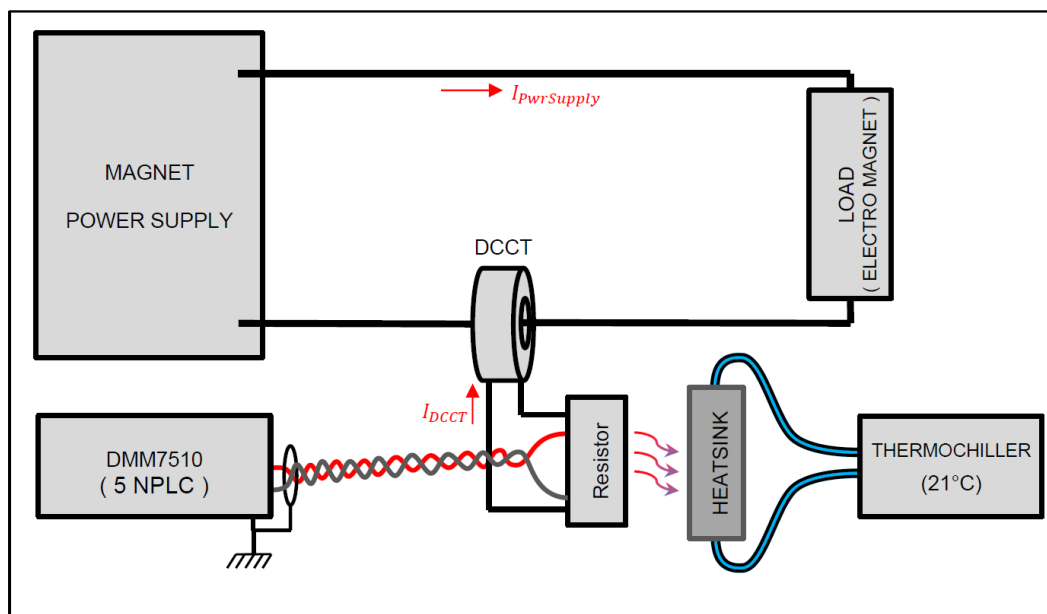 MAGNET
POWER SUPPLY
I_PwrSupply
LOAD
( ELECTRO MAGNET )
DCCT
I_DCCT
DMM7510
( 5 NPLC )
Resistor
HEATSINK
THERMOCHILLER
(21°C)